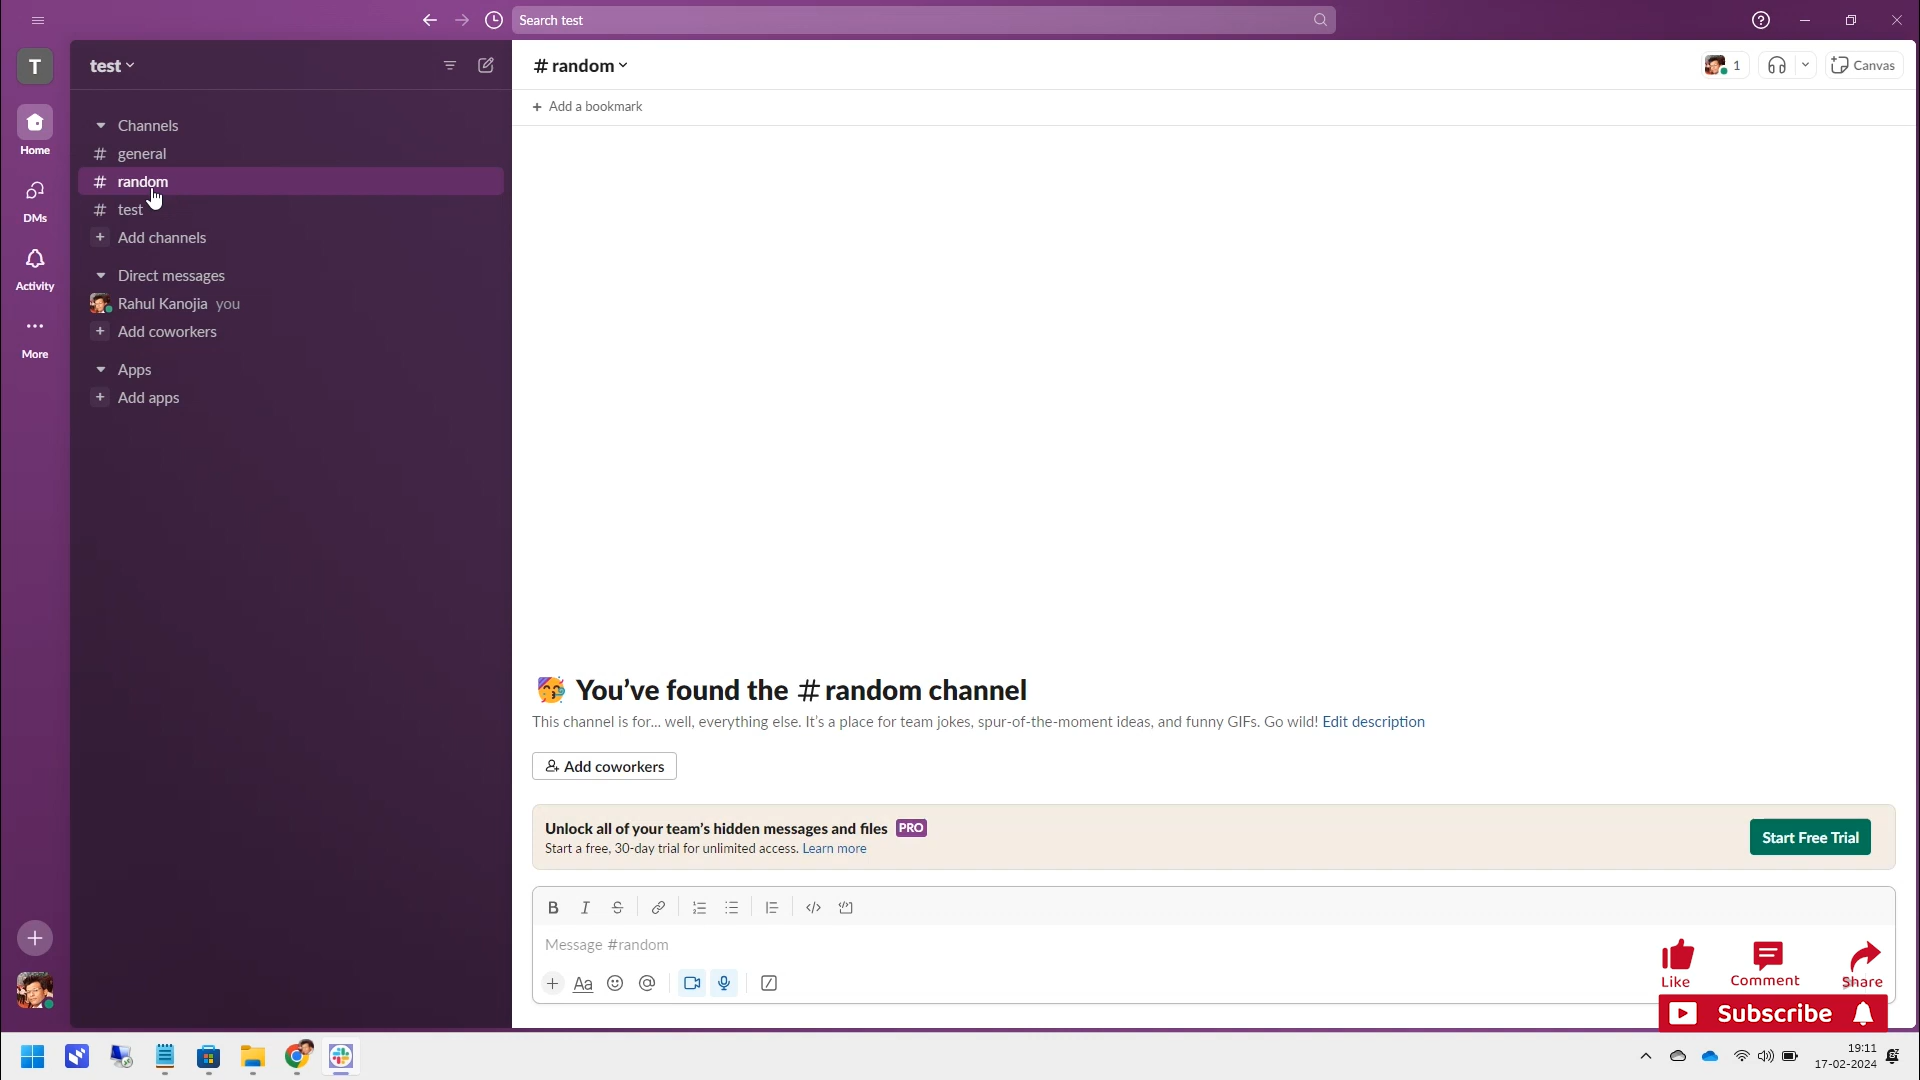 Search test
T
test
# random
1
Canvas
+ Add a bookmark
Home
DMs
Activity
More
Channels
# general
# random
# test
+ Add channels
Direct messages
Rahul Kanojia you
+ Add coworkers
Apps
+ Add apps
You've found the # random channel
This channel is for... well, everything else. It's a place for team jokes, spur-of-the-moment ideas, and funny GIFs. Go wild! Edit description
Add coworkers
Unlock all of your team's hidden messages and files PRO
Start a free, 30-day trial for unlimited access. Learn more
Start Free Trial
B I S
Message #random
+ Aa @
Like Comment Share
Subscribe
19:11
17-02-2024